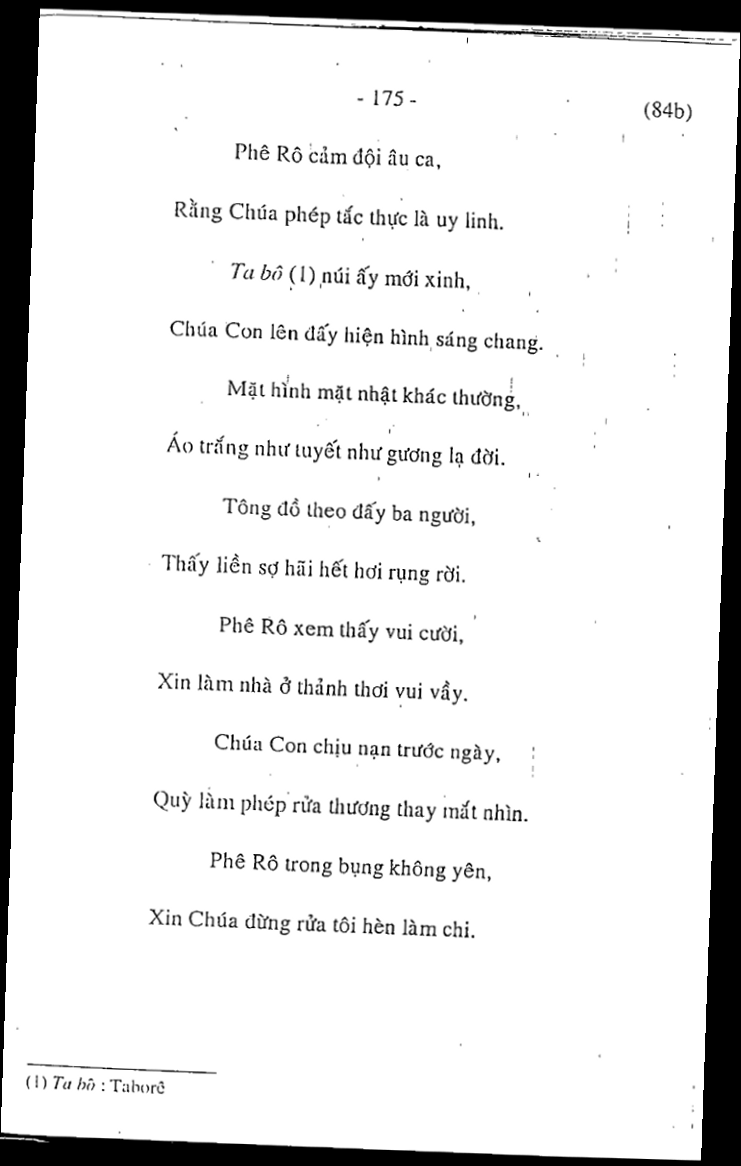 - 175 -
(84b)
Phê Rô cảm đội âu ca,
Rằng Chúa phép tắc thực là uy linh.
Ta bô (1) núi ấy mới xinh,
Chúa Con lên đấy hiện hình sáng chang.
Mặt hình mặt nhật khác thường,
Áo trắng như tuyết như gương lạ đời.
Tông đồ theo đấy ba người,
Thấy liền sợ hãi hết hơi rụng rời.
Phê Rô xem thấy vui cười,
Xin làm nhà ở thảnh thơi vui vầy.
Chúa Con chịu nạn trước ngày,
Quỳ làm phép rửa thương thay mắt nhìn.
Phê Rô trong bụng không yên,
Xin Chúa đừng rửa tôi hèn làm chi.
(1) Ta bô : Taborê